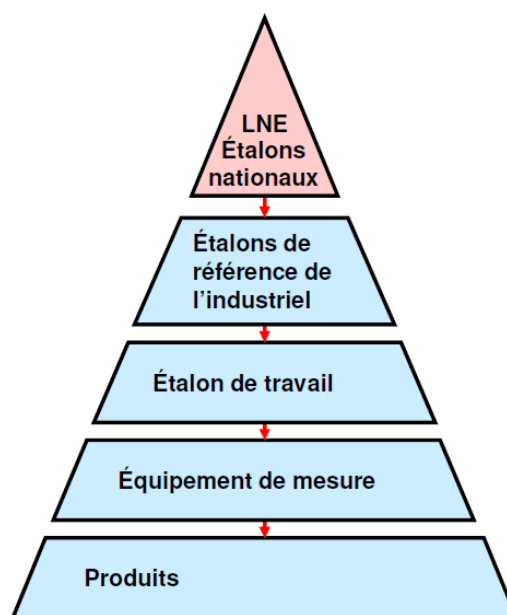 LNE
Étalons
nationaux
Étalons de
référence de
l’industriel
Étalon de travail
Équipement de mesure
Produits